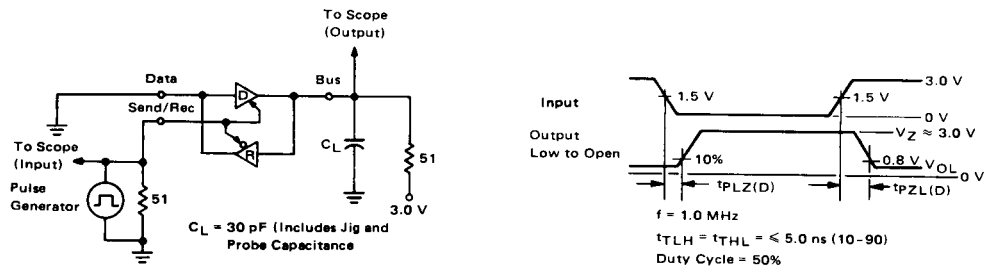 To Scope
(Output)
Data
Bus
Send/Rec
D
R
To Scope
(Input)
Pulse
Generator
51
CL
51
3.0 V
CL = 30 pF (Includes Jig and
Probe Capacitance
Input
1.5 V
1.5 V
3.0 V
0 V
Output
Low to Open
VZ ≈ 3.0 V
10%
0.8 V
VOL
0 V
tPLZ(D)
tPZL(D)
f = 1.0 MHz
tTLH = tTHL = ≤ 5.0 ns (10-90)
Duty Cycle = 50%